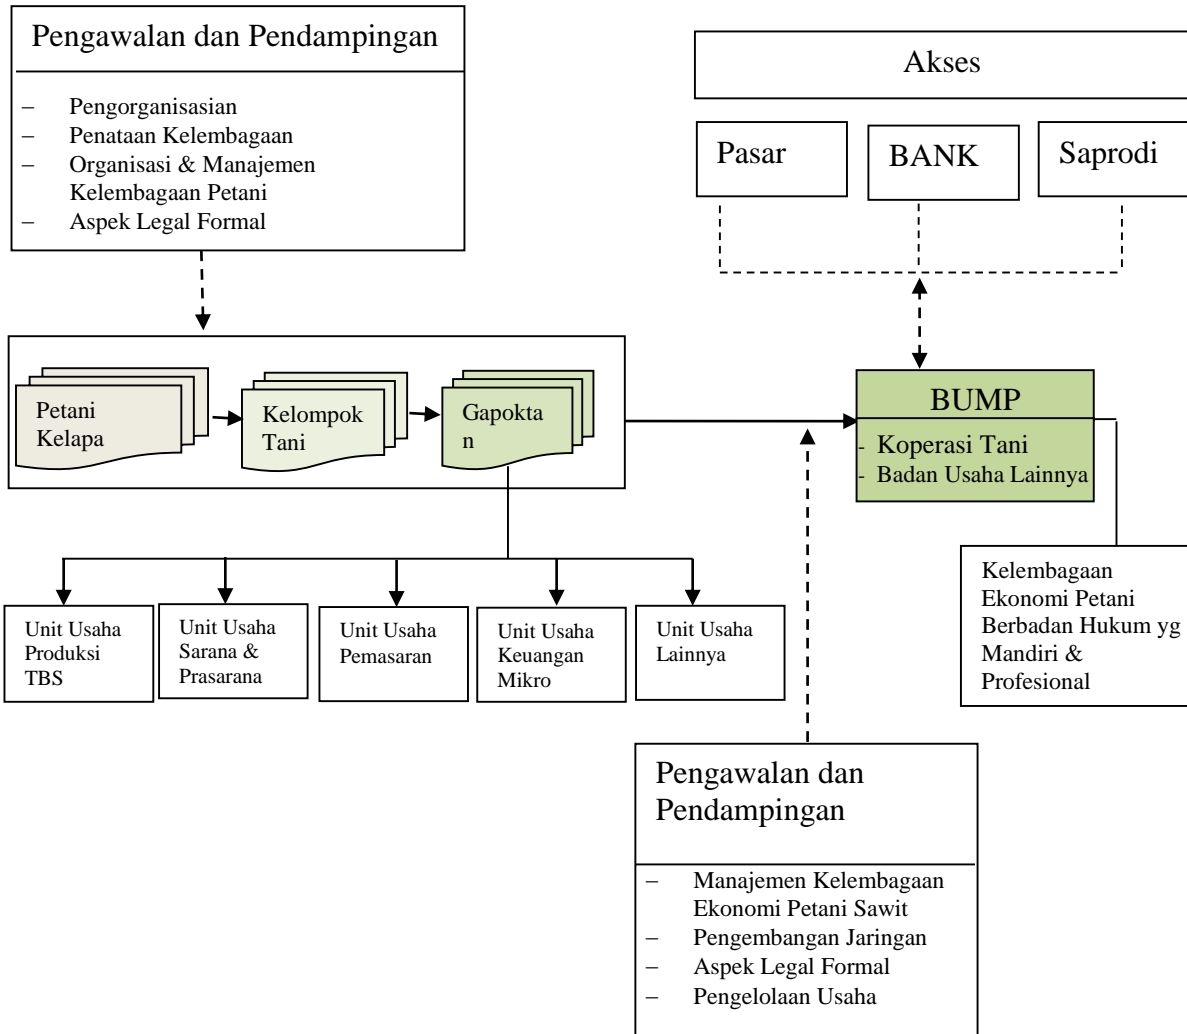 Pengawalan dan Pendampingan
– Pengorganisasian
– Penataan Kelembagaan
– Organisasi & Manajemen
Kelembagaan Petani
– Aspek Legal Formal
Akses
Pasar
BANK
Saprodi
Petani
Kelapa
Kelompok
Tani
Gapokta
n
BUMP
- Koperasi Tani
- Badan Usaha Lainnya
Kelembagaan
Ekonomi Petani
Berbadan Hukum yg
Mandiri &
Profesional
Unit Usaha
Produksi
TBS
Unit Usaha
Sarana &
Prasarana
Unit Usaha
Pemasaran
Unit Usaha
Keuangan
Mikro
Unit Usaha
Lainnya
Pengawalan dan
Pendampingan
– Manajemen Kelembagaan
Ekonomi Petani Sawit
– Pengembangan Jaringan
– Aspek Legal Formal
– Pengelolaan Usaha